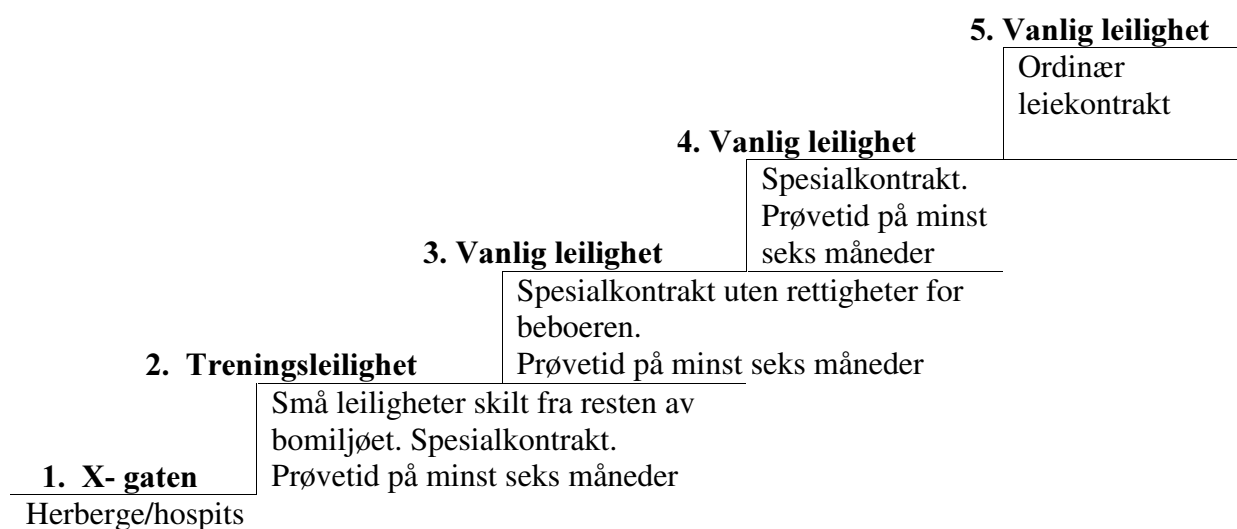 5. Vanlig leilighet
Ordinær
leiekontrakt
4. Vanlig leilighet
Spesialkontrakt.
Prøvetid på minst
seks måneder
3. Vanlig leilighet
Spesialkontrakt uten rettigheter for
beboeren.
Prøvetid på minst seks måneder
2. Treningsleilighet
Små leiligheter skilt fra resten av
bomiljøet. Spesialkontrakt.
Prøvetid på minst seks måneder
1. X- gaten
Herberge/hospits